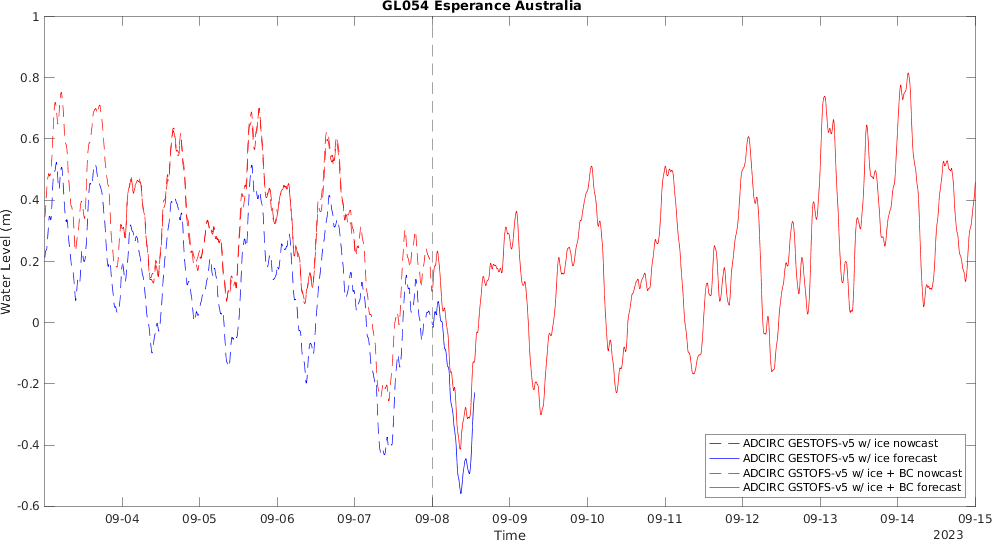 GL054 Esperance Australia
1
0.8
0.6
0.4
0.2
0
-0.2
-0.4
-0.6
Water Level (m)
ADCIRC GESTOFS-v5 w/ ice nowcast
ADCIRC GESTOFS-v5 w/ ice forecast
ADCIRC GSTOFS-v5 w/ ice + BC nowcast
ADCIRC GSTOFS-v5 w/ ice + BC forecast
09-04 09-05 09-06 09-07 09-08 09-09 09-10 09-11 09-12 09-13 09-14 09-15
Time
2023